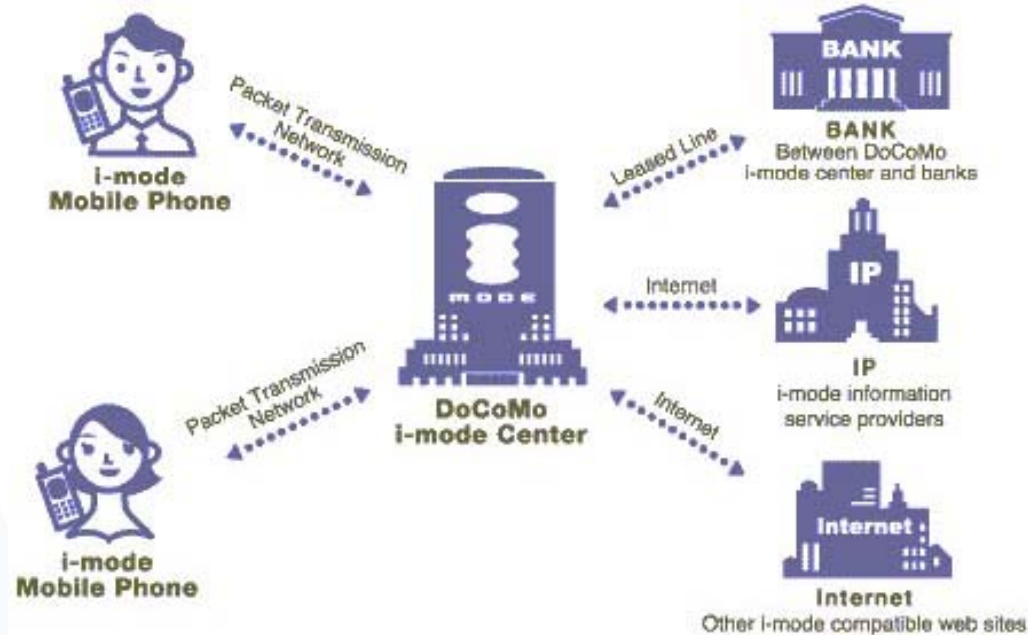 i-mode
Mobile Phone
Packet Transmission
Network
Packet Transmission
Network
i-mode
Mobile Phone
MODE
DoCoMo
i-mode Center
Leased Line
Internet
Internet
BANK
BANK
Between DoCoMo
i-mode center and banks
IP
IP
i-mode information
service providers
Internet
Internet
Other i-mode compatible web sites